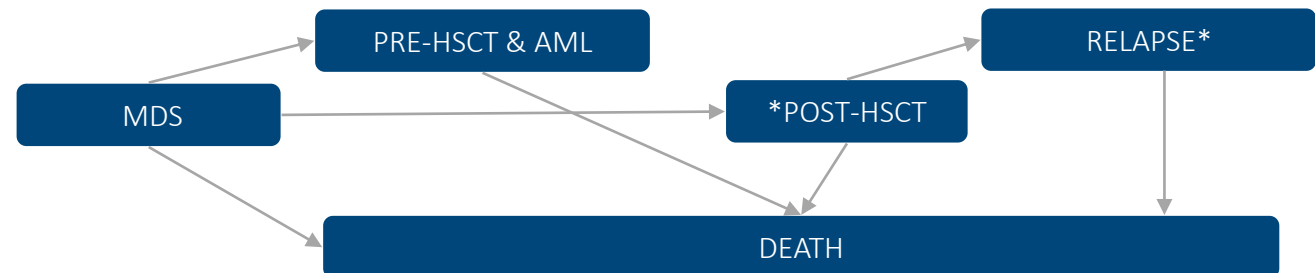 PRE-HSCT & AML
RELAPSE*
MDS
*POST-HSCT
DEATH